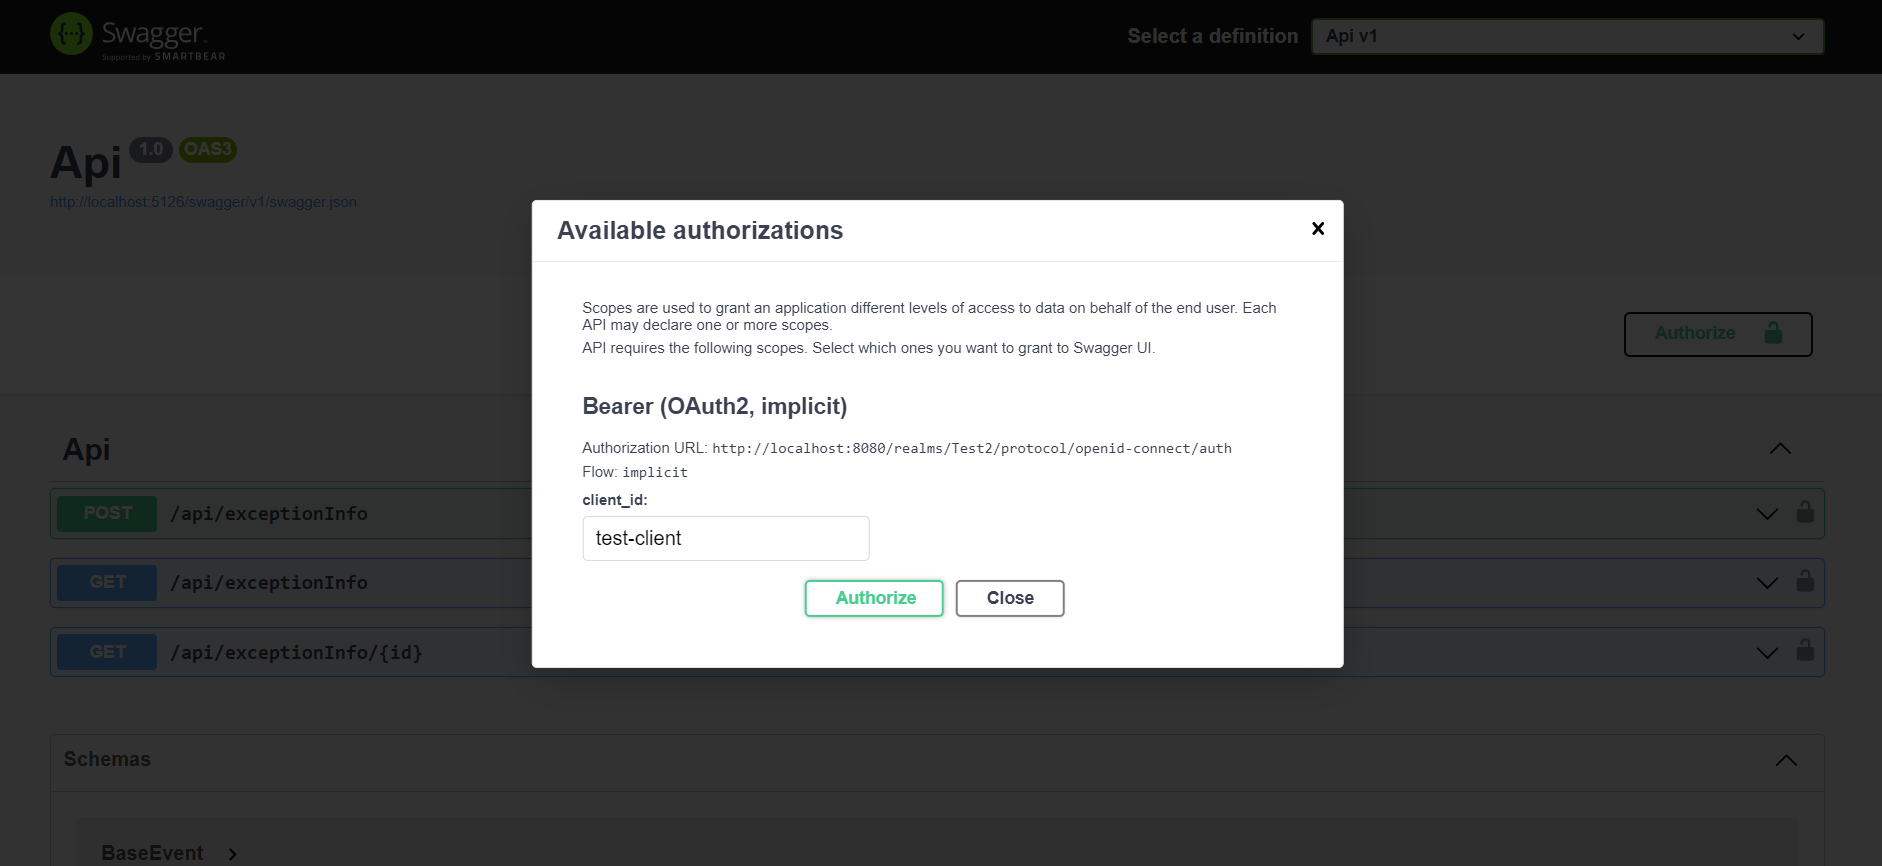 Swagger
Supported by SMARTBEAR
Select a definition
Api v1
Api 1.0 OAS3
http://localhost:5126/swagger/v1/swagger.json
Available authorizations
Scopes are used to grant an application different levels of access to data on behalf of the end user. Each
API may declare one or more scopes.
API requires the following scopes. Select which ones you want to grant to Swagger UI.
Authorize
Bearer (OAuth2, implicit)
Authorization URL: http://localhost:8080/realms/Test2/protocol/openid-connect/auth
Flow: implicit
client_id:
test-client
Authorize
Close
Api
POST /api/exceptionInfo
GET /api/exceptionInfo
GET /api/exceptionInfo/{id}
Schemas
BaseEvent